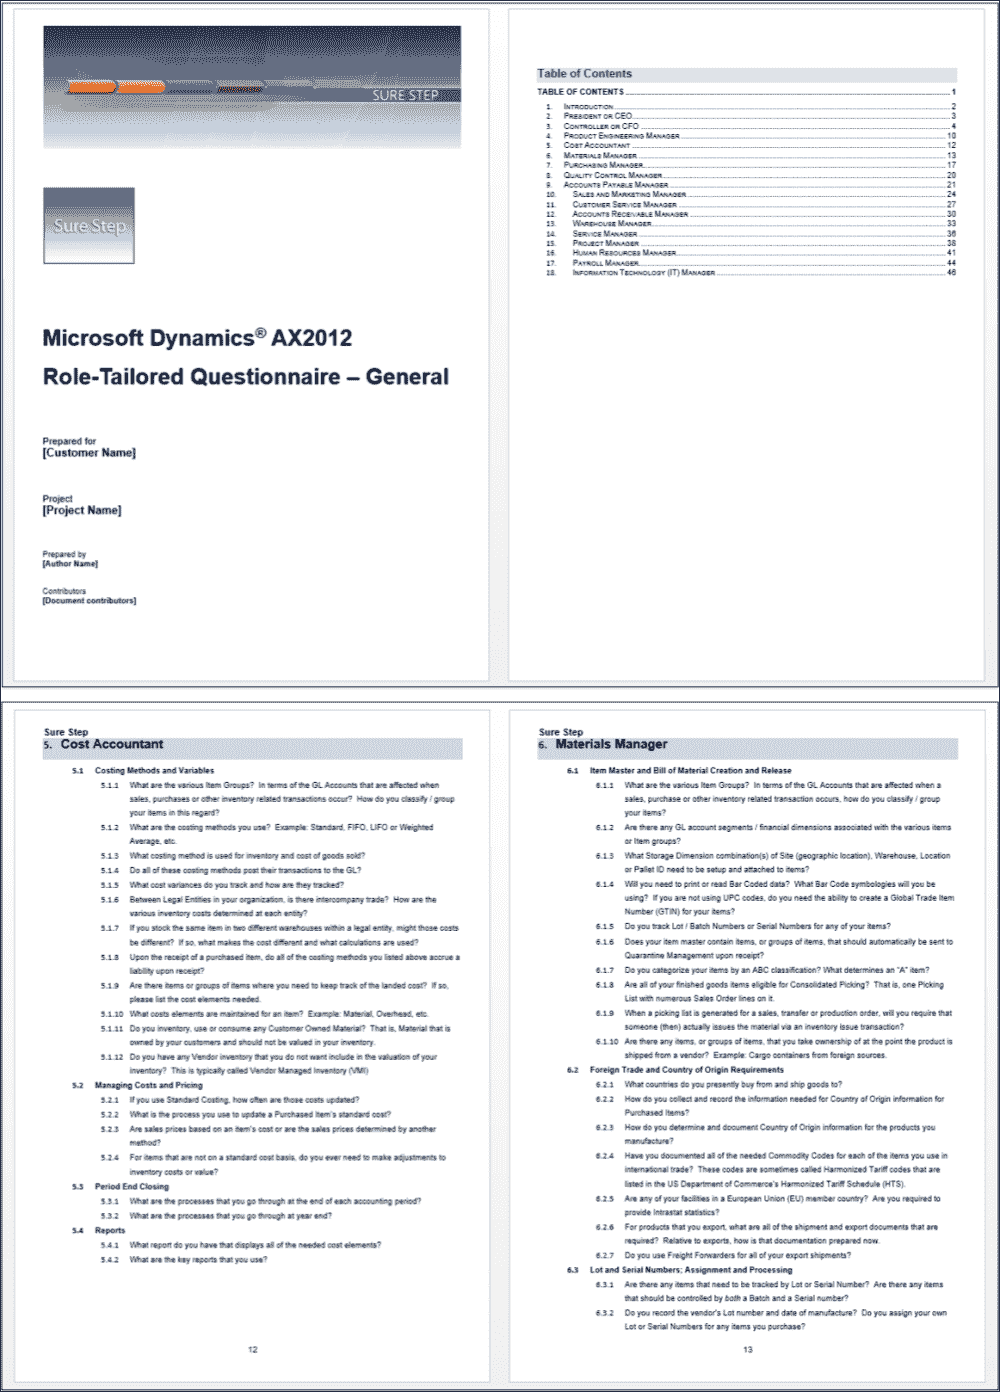 SURE STEP
Sure Step
Microsoft Dynamics® AX2012
Role-Tailored Questionnaire – General
Prepared for
[Customer Name]
Project
[Project Name]
Prepared by
[Author Name]
Contributors
[Document contributors]
Table of Contents
TABLE OF CONTENTS 1
1. INTRODUCTION 2
2. PRESIDENT OR CEO 3
3. CONTROLLER OR CFO 4
4. PRODUCT ENGINEERING MANAGER 10
5. COST ACCOUNTANT 12
6. MATERIALS MANAGER 13
7. PURCHASING MANAGER 17
8. QUALITY CONTROL MANAGER 20
9. ACCOUNTS PAYABLE MANAGER 21
10. SALES AND MARKETING MANAGER 24
11. CUSTOMER SERVICE MANAGER 27
12. ACCOUNTS RECEIVABLE MANAGER 30
13. WAREHOUSE MANAGER 33
14. SERVICE MANAGER 36
15. PROJECT MANAGER 38
16. HUMAN RESOURCES MANAGER 41
17. PAYROLL MANAGER 44
18. INFORMATION TECHNOLOGY (IT) MANAGER 46
Sure Step
5. Cost Accountant
5.1 Costing Methods and Variables
5.1.1 What are the various Item Groups? In terms of the GL Accounts that are affected when
sales, purchases or other inventory related transactions occur? How do you classify / group
your items in this regard?
5.1.2 What are the costing methods you use? Example: Standard, FIFO, LIFO or Weighted
Average, etc.
5.1.3 What costing method is used for inventory and cost of goods sold?
5.1.4 Do all of these costing methods post their transactions to the GL?
5.1.5 What cost variances do you track and how are they tracked?
5.1.6 Between Legal Entities in your organization, is there intercompany trade? How are the
various inventory costs determined at each entity?
5.1.7 If you stock the same item in two different warehouses within a legal entity, might those costs
be different? If so, what makes the cost different and what calculations are used?
5.1.8 Upon the receipt of a purchased item, do all of the costing methods you listed above accrue a
liability upon receipt?
5.1.9 Are there items or groups of items where you need to keep track of the landed cost? If so,
please list the cost elements needed.
5.1.10 What costs elements are maintained for an item? Example: Material, Overhead, etc.
5.1.11 Do you inventory, use or consume any Customer Owned Material? That is, Material that is
owned by your customers and should not be valued in your inventory.
5.1.12 Do you have any Vendor inventory that you do not want include in the valuation of your
inventory? This is typically called Vendor Managed Inventory (VMI)
5.2 Managing Costs and Pricing
5.2.1 If you use Standard Costing, how often are those costs updated?
5.2.2 What is the process you use to update a Purchased Item's standard cost?
5.2.3 Are sales prices based on an item's cost or are the sales prices determined by another
method?
5.2.4 For items that are not on a standard cost basis, do you ever need to make adjustments to
inventory costs or value?
5.3 Period End Closing
5.3.1 What are the processes that you go through at the end of each accounting period?
5.3.2 What are the processes that you go through at year end?
5.4 Reports
5.4.1 What report do you have that displays all of the needed cost elements?
5.4.2 What are the key reports that you use?
12
Sure Step
6. Materials Manager
6.1 Item Master and Bill of Material Creation and Release
6.1.1 What are the various Item Groups? In terms of the GL Accounts that are affected when a
sales, purchase or other inventory related transaction occurs, how do you classify / group
your items?
6.1.2 Are there any GL account segments / financial dimensions associated with the various items
or Item groups?
6.1.3 What Storage Dimension combination(s) of Site (geographic location), Warehouse, Location
or Pallet ID need to be setup and attached to items?
6.1.4 Will you need to print or read Bar Coded data? What Bar Code symbologies will you be
using? If you are not using UPC codes, do you need the ability to create a Global Trade Item
Number (GTIN) for your items?
6.1.5 Do you track Lot / Batch Numbers or Serial Numbers for any of your items?
6.1.6 Does your item master contain items, or groups of items, that should automatically be sent to
Quarantine Management upon receipt?
6.1.7 Do you categorize your items by an ABC classification? What determines an "A" item?
6.1.8 Are all of your finished goods items eligible for Consolidated Picking? That is, one Picking
List with numerous Sales Order lines on it.
6.1.9 When a picking list is generated for a sales, transfer or production order, will you require that
someone (then) actually issues the material via an inventory issue transaction?
6.1.10 Are there any items, or groups of items, that you take ownership of at the point the product is
shipped from a vendor? Example: Cargo containers from foreign sources.
6.2 Foreign Trade and Country of Origin Requirements
6.2.1 What countries do you presently buy from and ship goods to?
6.2.2 How do you collect and record the information needed for Country of Origin information for
Purchased Items?
6.2.3 How do you determine and document Country of Origin information for the products you
manufacture?
6.2.4 Have you documented all of the needed Commodity Codes for each of the items you use in
international trade? These codes are sometimes called Harmonized Tariff codes that are
listed in the US Department of Commerce's Harmonized Tariff Schedule (HTS).
6.2.5 Are any of your facilities in a European Union (EU) member country? Are you required to
provide Intrastat statistics?
6.2.6 For products that you export, what are all of the shipment and export documents that are
required? Relative to exports, how is that documentation prepared now.
6.2.7 Do you use Freight Forwarders for all of your export shipments?
6.3 Lot and Serial Numbers; Assignment and Processing
6.3.1 Are there any items that need to be tracked by Lot or Serial Number? Are there any items
that should be controlled by both a Batch and a Serial number?
6.3.2 Do you record the vendor's Lot number and date of manufacture? Do you assign your own
Lot or Serial Numbers for any items you purchase?
13